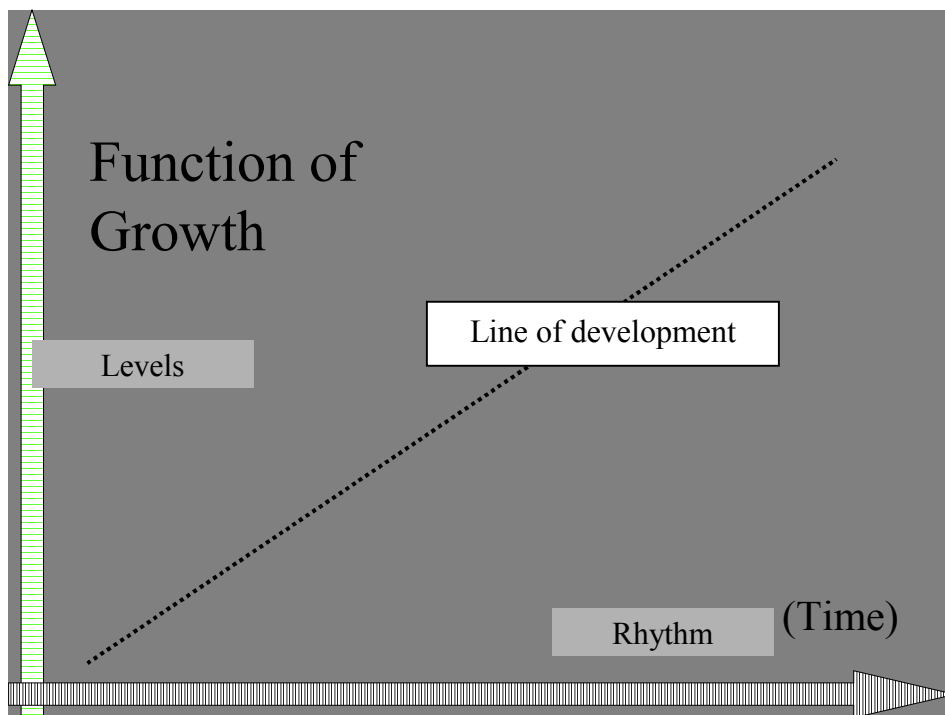 Function of
Growth
Line of development
Levels
Rhythm
(Time)